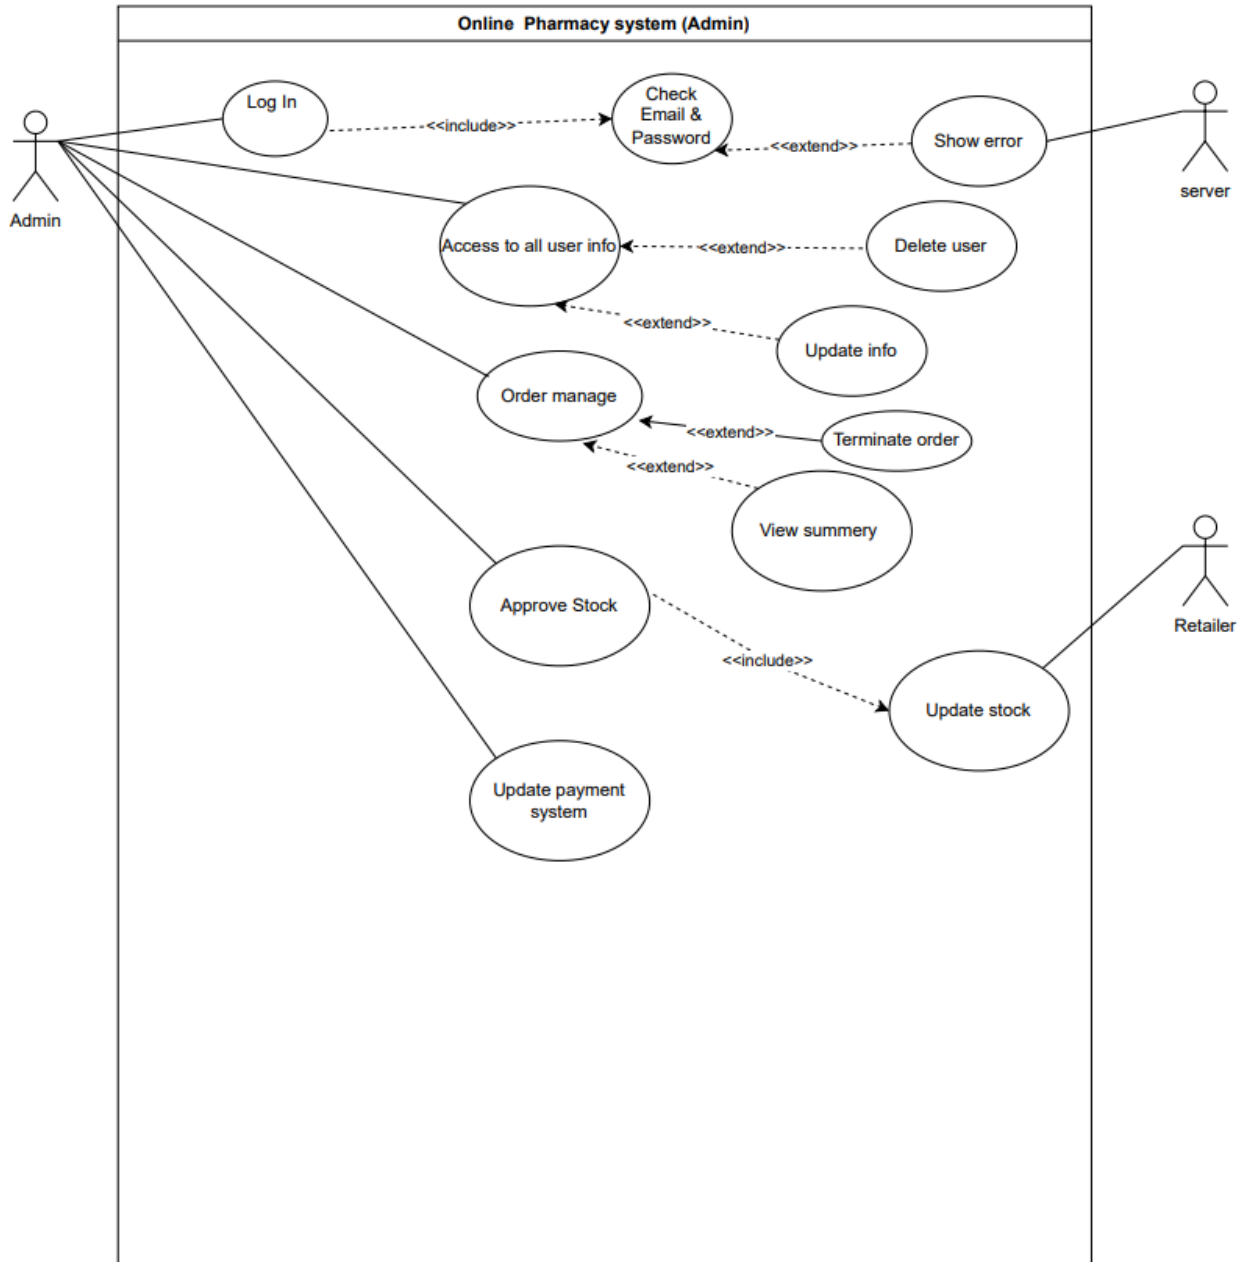 Online  Pharmacy system (Admin)
Log In
<<include>>
Check
Email &
Password
<<extend>>
Show error
server
Admin
Access to all user info
<<extend>>
Delete user
<<extend>>
Update info
Order manage
<<extend>>
Terminate order
<<extend>>
View summery
Approve Stock
<<include>>
Retailer
Update stock
Update payment
system